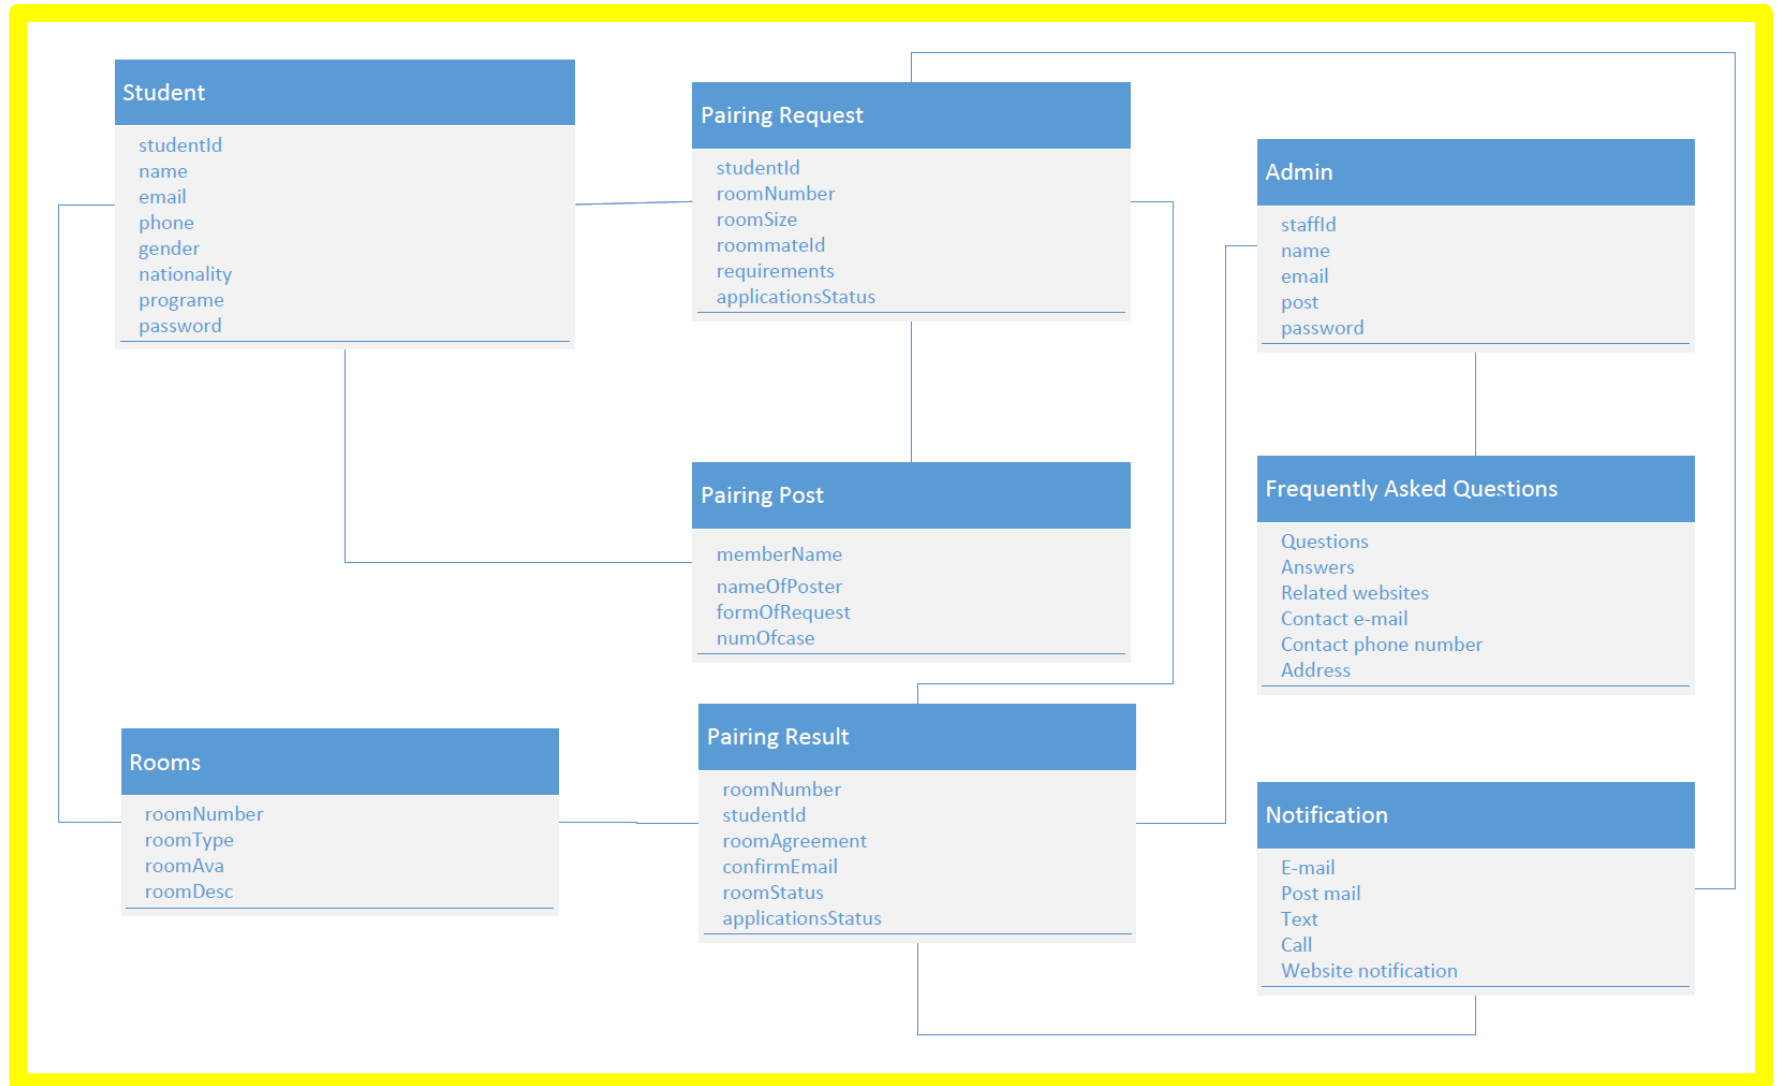 Student
studentId
name
email
phone
gender
nationality
programe
password
Pairing Request
studentId
roomNumber
roomSize
roommateId
requirements
applicationsStatus
Admin
staffId
name
email
post
password
Pairing Post
memberName
nameOfPoster
formOfRequest
numOfcase
Frequently Asked Questions
Questions
Answers
Related websites
Contact e-mail
Contact phone number
Address
Rooms
roomNumber
roomType
roomAva
roomDesc
Pairing Result
roomNumber
studentId
roomAgreement
confirmEmail
roomStatus
applicationsStatus
Notification
E-mail
Post mail
Text
Call
Website notification